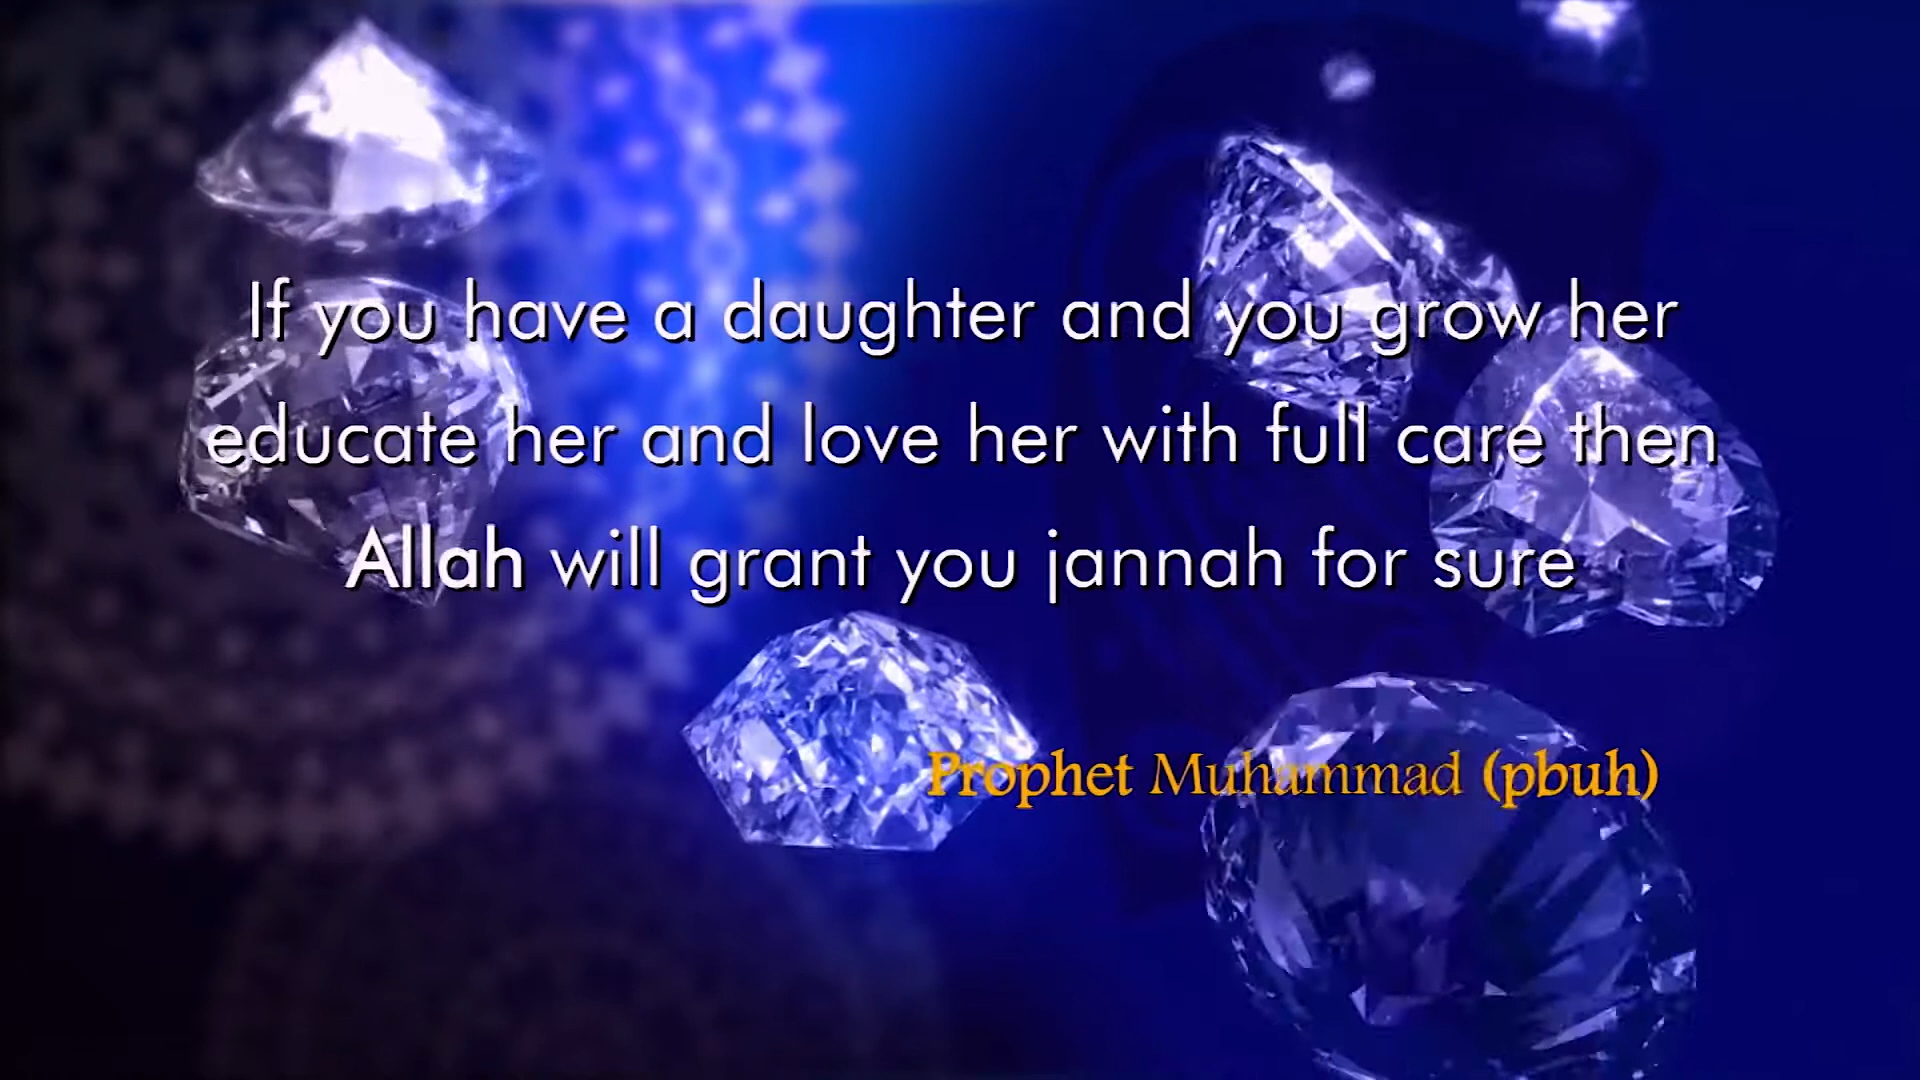 If you have a daughter and you grow her
educate her and love her with full care then
Allah will grant you jannah for sure
Prophet Muhammad (pbuh)